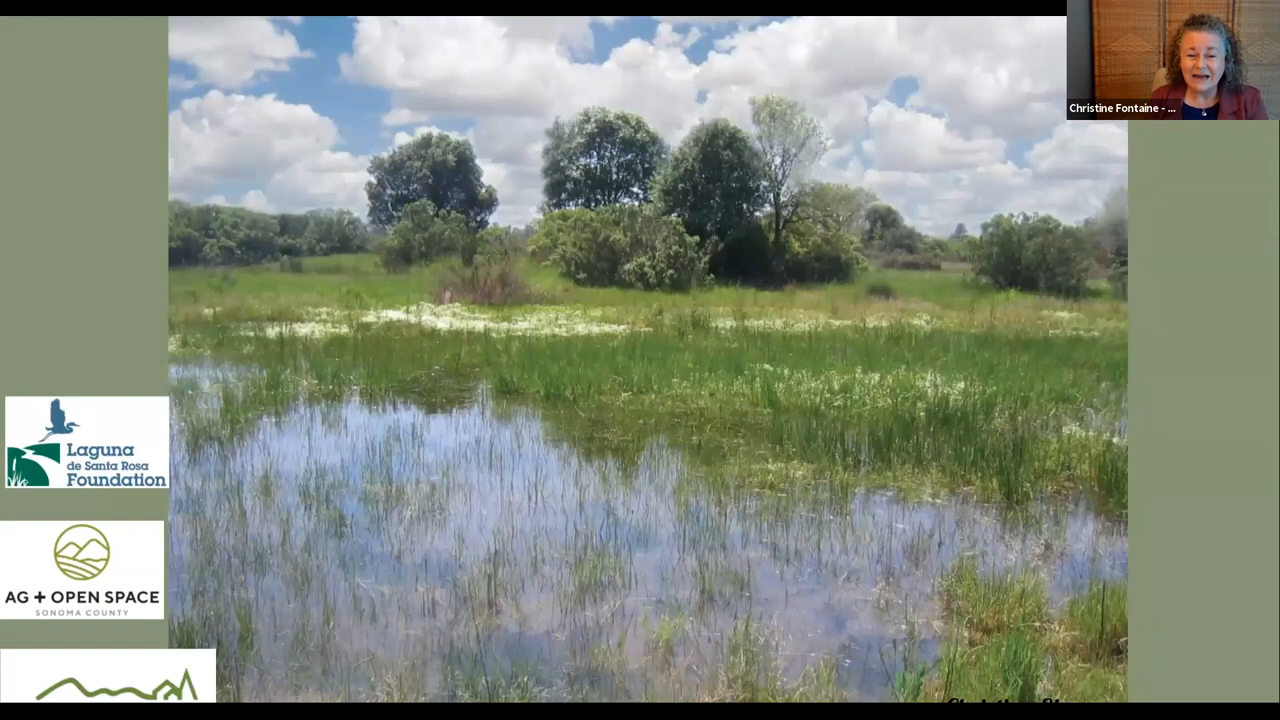 Christine Fontaine - ...
Laguna
de Santa Rosa
Foundation
AG + OPEN SPACE
SONOMA COUNTY